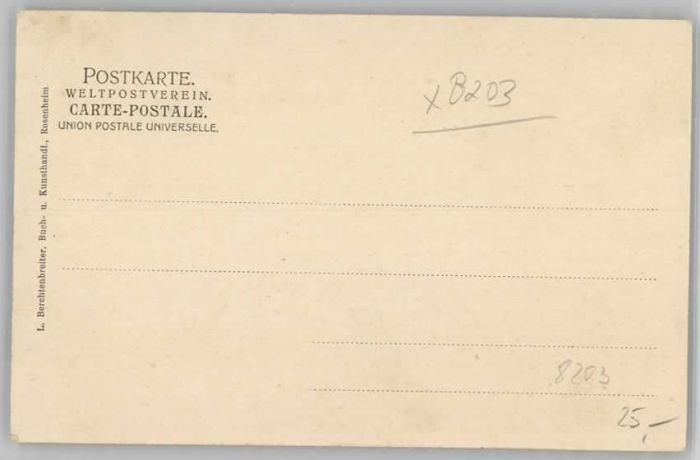 POSTKARTE.
WELTPOSTVEREIN.
CARTE-POSTALE.
UNION POSTALE UNIVERSELLE.
x 8203
L. Berchtenbreiter, Buch- u. Kunsthandl., Rosenheim
8203
25,-